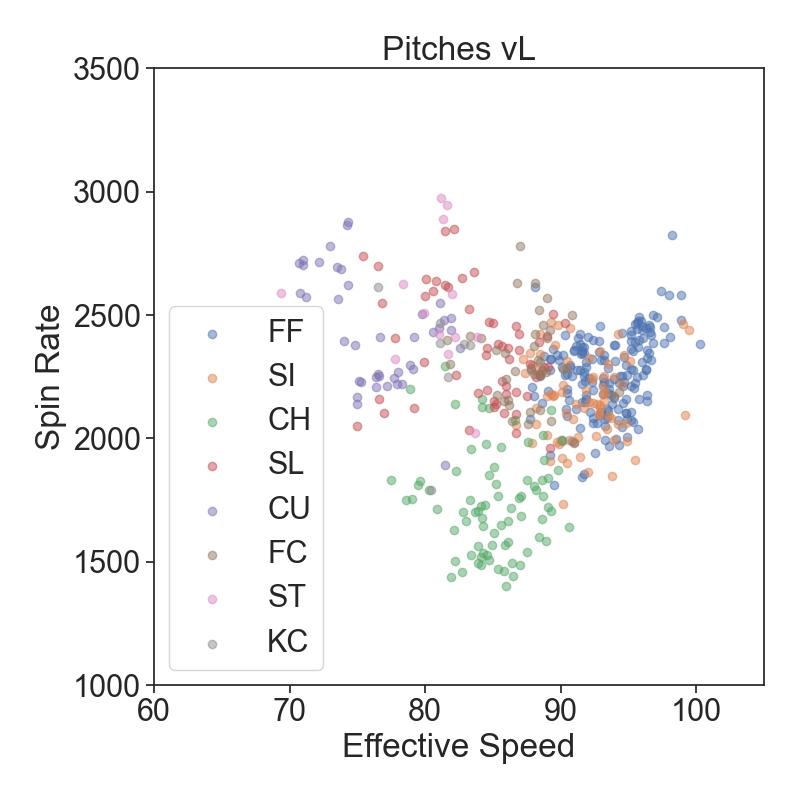 Pitches vL
3500
3000
2500
2000
1500
1000
Spin Rate
FF
SI
CH
SL
CU
FC
ST
KC
60 70 80 90 100
Effective Speed